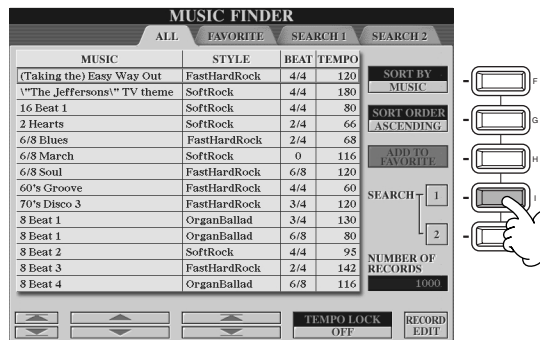 MUSIC FINDER
ALL FAVORITE SEARCH 1 SEARCH 2
MUSIC STYLE BEAT TEMPO
(Taking the) Easy Way Out FastHardRock 4/4 120
\"The Jeffersons\" TV theme SoftRock 4/4 180
16 Beat 1 SoftRock 4/4 80
2 Hearts SoftRock 2/4 66
6/8 Blues FastHardRock 2/4 68
6/8 March SoftRock 0 116
6/8 Soul FastHardRock 6/8 120
60's Groove FastHardRock 4/4 60
70's Disco 3 FastHardRock 3/4 120
8 Beat 1 OrganBallad 3/4 130
8 Beat 1 OrganBallad 6/8 80
8 Beat 2 SoftRock 4/4 95
8 Beat 3 FastHardRock 2/4 142
8 Beat 4 OrganBallad 6/8 116
SORT BY
MUSIC
SORT ORDER
ASCENDING
ADD TO
FAVORITE
SEARCH 1
2
NUMBER OF
RECORDS
1000
TEMPO LOCK
OFF
RECORD
EDIT
F
G
H
I